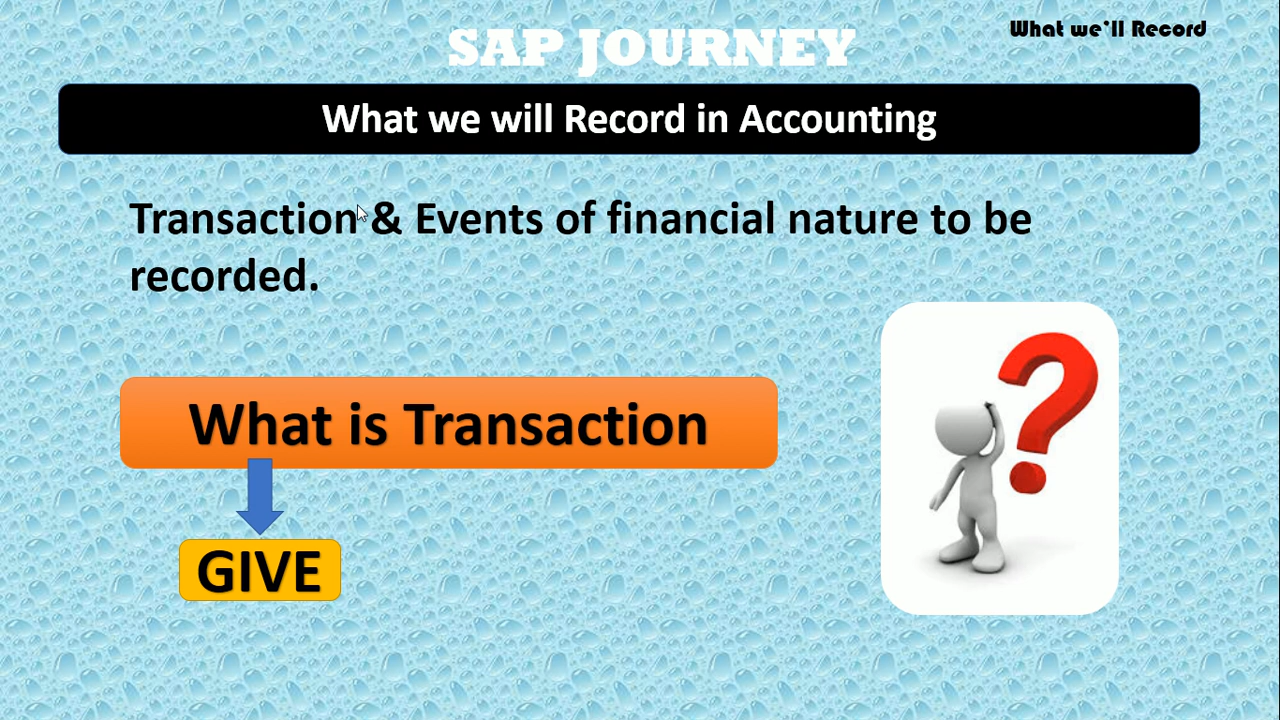 What we'll Record
SAP JOURNEY
What we will Record in Accounting
Transaction & Events of financial nature to be
recorded.
What is Transaction
GIVE